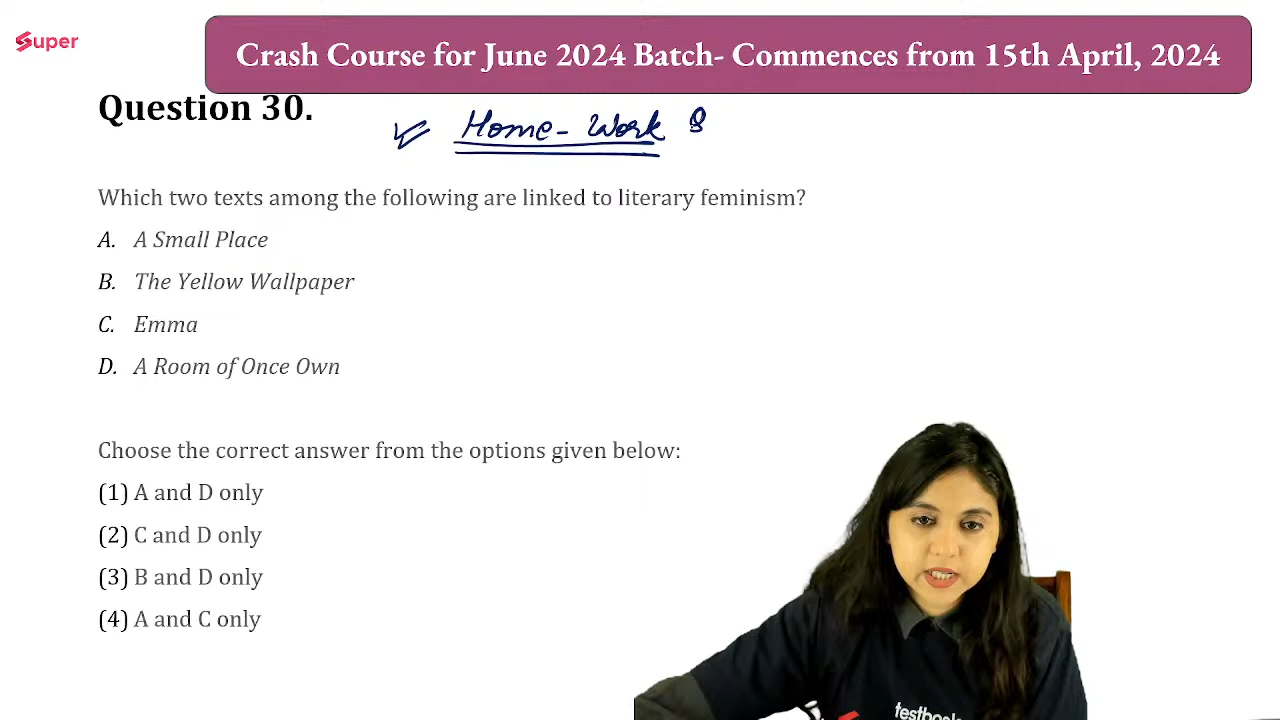 Super
Crash Course for June 2024 Batch- Commences from 15th April, 2024
Question 30.
Home-Work
Which two texts among the following are linked to literary feminism?
A. A Small Place
B. The Yellow Wallpaper
C. Emma
D. A Room of Once Own
Choose the correct answer from the options given below:
(1) A and D only
(2) C and D only
(3) B and D only
(4) A and C only